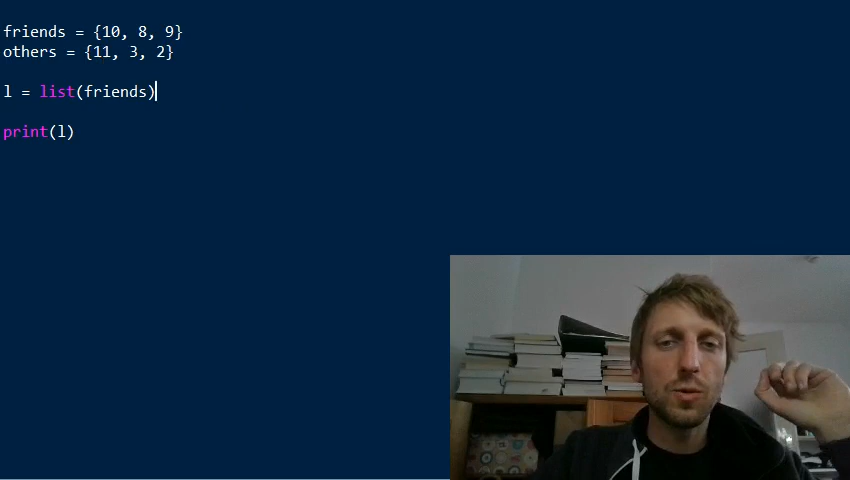 friends = {10, 8, 9}
others = {11, 3, 2}
l = list(friends)
print(l)